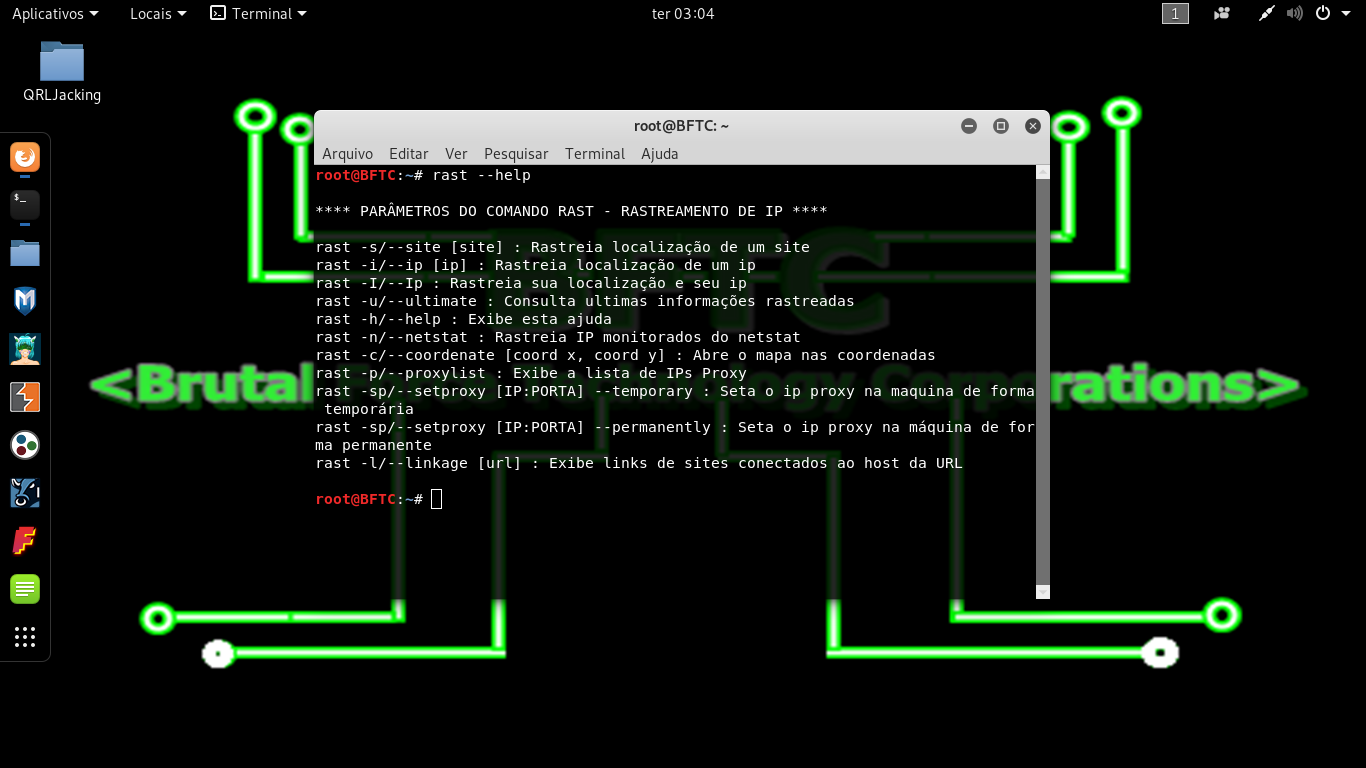 Aplicativos Locais Terminal ter 03:04 1
QRLJacking
root@BFTC: ~
Arquivo Editar Ver Pesquisar Terminal Ajuda
root@BFTC:~# rast --help
**** PARÂMETROS DO COMANDO RAST - RASTREAMENTO DE IP ****
rast -s/--site [site] : Rastreia localização de um site
rast -i/--ip [ip] : Rastreia localização de um ip
rast -I/--Ip : Rastreia sua localização e seu ip
rast -u/--ultimate : Consulta ultimas informações rastreadas
rast -h/--help : Exibe esta ajuda
rast -n/--netstat : Rastreia IP monitorados do netstat
rast -c/--coordenate [coord x, coord y] : Abre o mapa nas coordenadas
rast -p/--proxylist : Exibe a lista de IPs Proxy
rast -sp/--setproxy [IP:PORTA] --temporary : Seta o ip proxy na maquina de forma
temporária
rast -sp/--setproxy [IP:PORTA] --permanently : Seta o ip proxy na máquina de for
ma permanente
rast -l/--linkage [url] : Exibe links de sites conectados ao host da URL
root@BFTC:~#
BFTC
<Brutal rations>